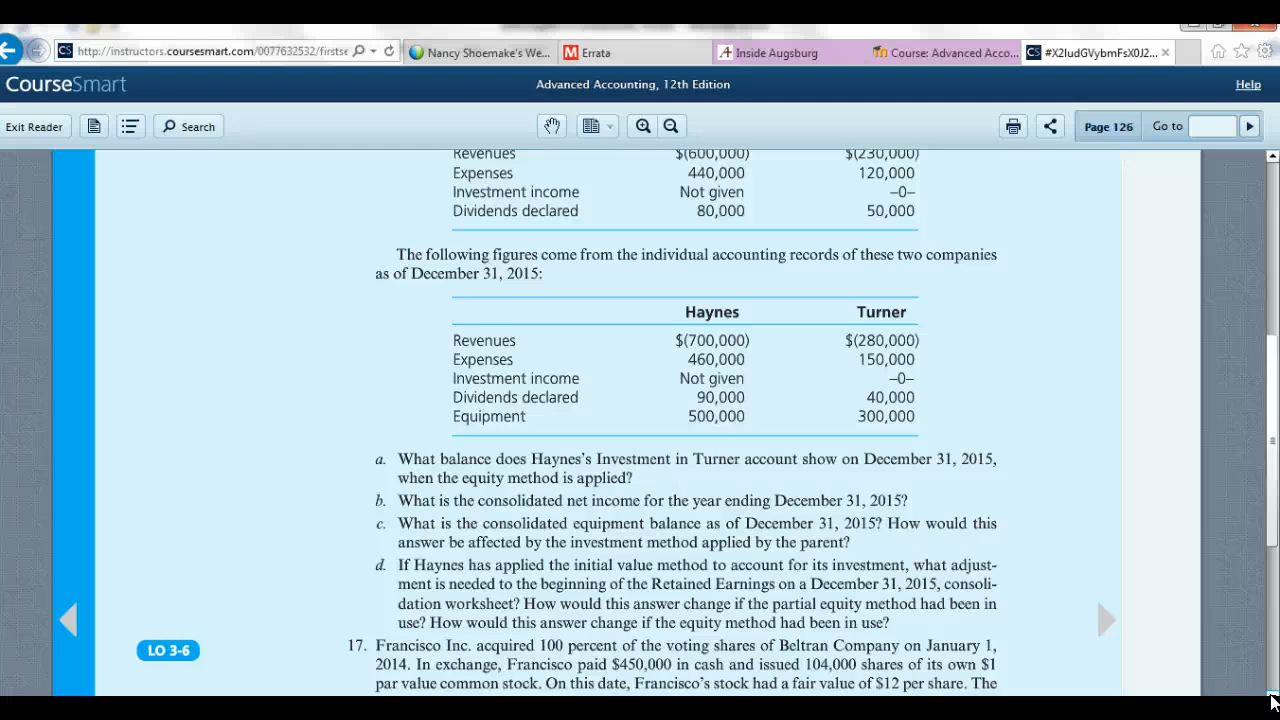 http://instructors.coursesmart.com/0077632532/firstse
Nancy Shoemake's We...
Errata
Inside Augsburg
Course: Advanced Acco...
#X2ludGVybmFsX0J2...
CourseSmart
Advanced Accounting, 12th Edition
Help
Exit Reader
Search
Page 126
Go to
Revenues $(600,000) $(230,000)
Expenses 440,000 120,000
Investment income Not given –0–
Dividends declared 80,000 50,000
The following figures come from the individual accounting records of these two companies
as of December 31, 2015:
Haynes Turner
Revenues $(700,000) $(280,000)
Expenses 460,000 150,000
Investment income Not given –0–
Dividends declared 90,000 40,000
Equipment 500,000 300,000
a. What balance does Haynes's Investment in Turner account show on December 31, 2015,
when the equity method is applied?
b. What is the consolidated net income for the year ending December 31, 2015?
c. What is the consolidated equipment balance as of December 31, 2015? How would this
answer be affected by the investment method applied by the parent?
d. If Haynes has applied the initial value method to account for its investment, what adjust-
ment is needed to the beginning of the Retained Earnings on a December 31, 2015, consoli-
dation worksheet? How would this answer change if the partial equity method had been in
use? How would this answer change if the equity method had been in use?
LO 3-6
17. Francisco Inc. acquired 100 percent of the voting shares of Beltran Company on January 1,
2014. In exchange, Francisco paid $450,000 in cash and issued 104,000 shares of its own $1
par value common stock. On this date, Francisco's stock had a fair value of $12 per share. The